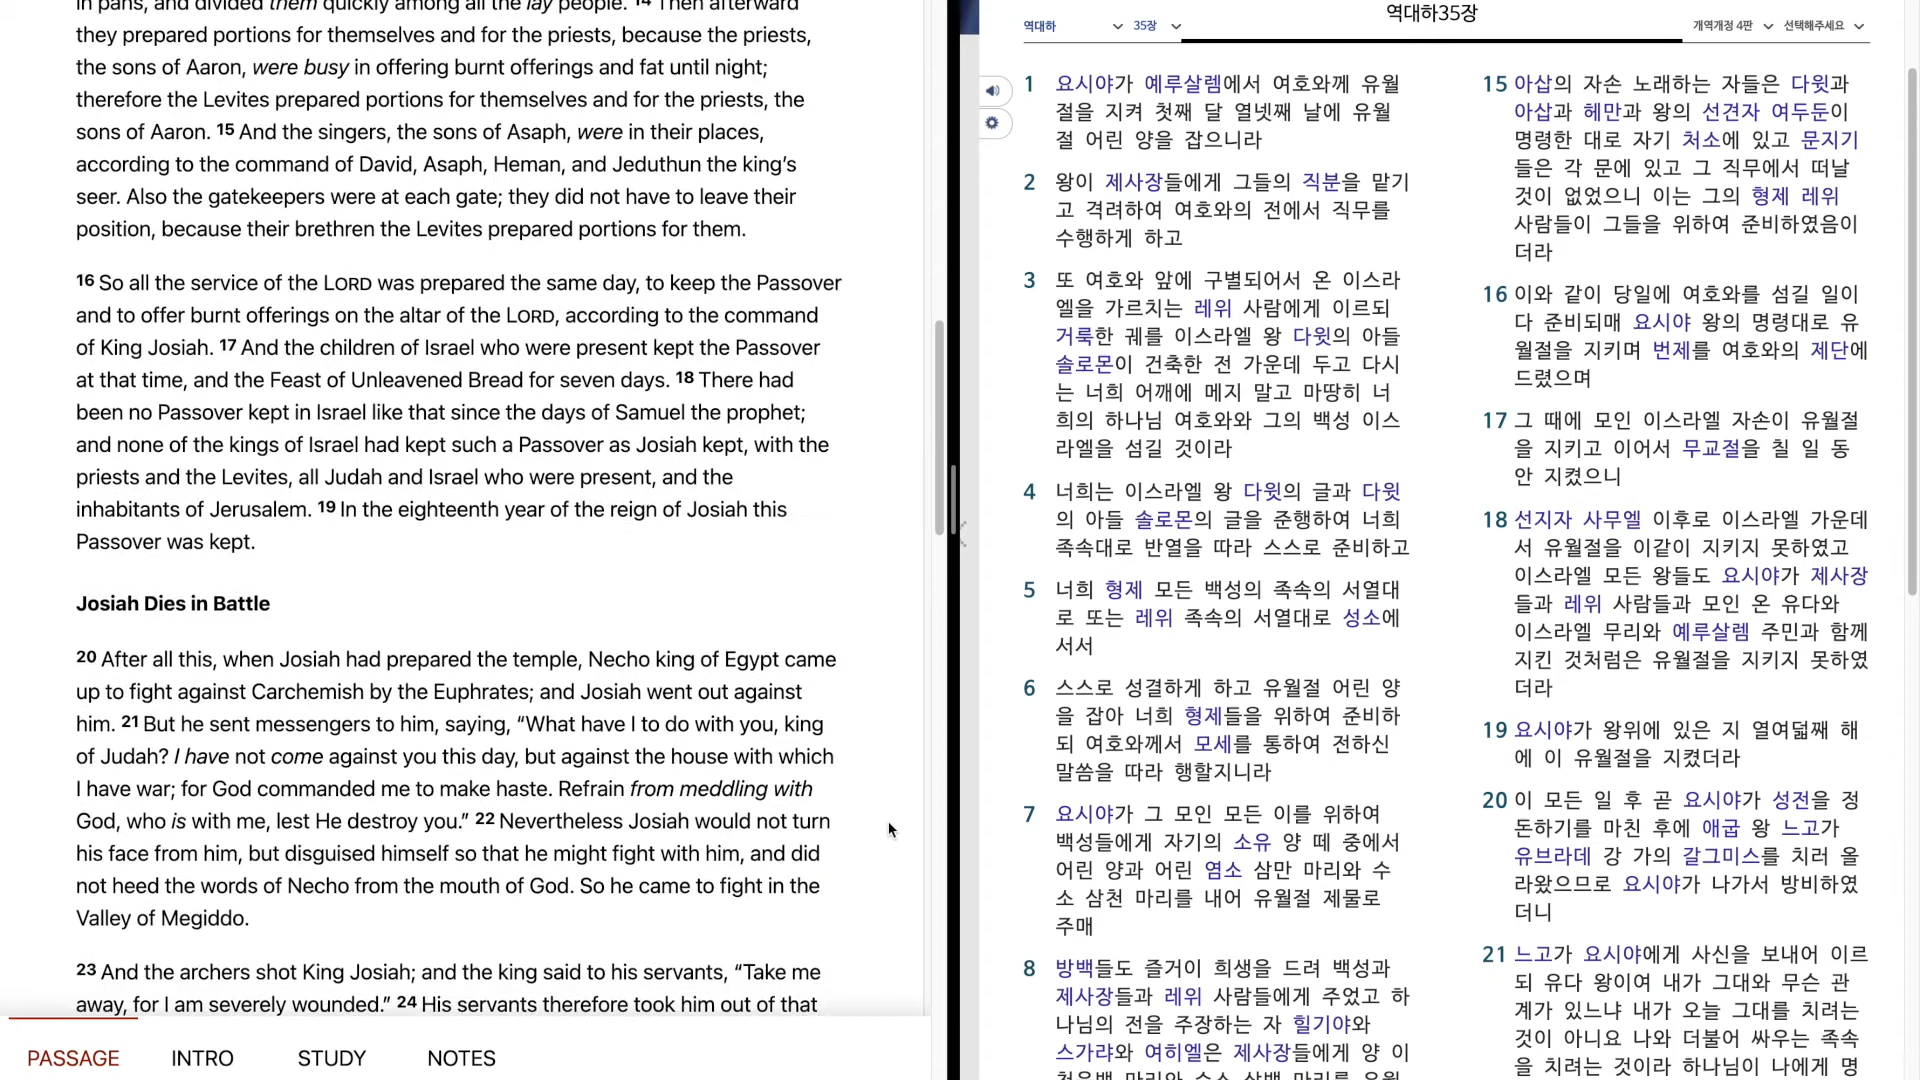 in pans, and divided them quickly among all the lay people. 14 Then afterward
they prepared portions for themselves and for the priests, because the priests,
the sons of Aaron, were busy in offering burnt offerings and fat until night;
therefore the Levites prepared portions for themselves and for the priests, the
sons of Aaron. 15 And the singers, the sons of Asaph, were in their places,
according to the command of David, Asaph, Heman, and Jeduthun the king’s
seer. Also the gatekeepers were at each gate; they did not have to leave their
position, because their brethren the Levites prepared portions for them.
16 So all the service of the LORD was prepared the same day, to keep the Passover
and to offer burnt offerings on the altar of the LORD, according to the command
of King Josiah. 17 And the children of Israel who were present kept the Passover
at that time, and the Feast of Unleavened Bread for seven days. 18 There had
been no Passover kept in Israel like that since the days of Samuel the prophet;
and none of the kings of Israel had kept such a Passover as Josiah kept, with the
priests and the Levites, all Judah and Israel who were present, and the
inhabitants of Jerusalem. 19 In the eighteenth year of the reign of Josiah this
Passover was kept.
Josiah Dies in Battle
20 After all this, when Josiah had prepared the temple, Necho king of Egypt came
up to fight against Carchemish by the Euphrates; and Josiah went out against
him. 21 But he sent messengers to him, saying, “What have I to do with you, king
of Judah? I have not come against you this day, but against the house with which
I have war; for God commanded me to make haste. Refrain from meddling with
God, who is with me, lest He destroy you.” 22 Nevertheless Josiah would not turn
his face from him, but disguised himself so that he might fight with him, and did
not heed the words of Necho from the mouth of God. So he came to fight in the
Valley of Megiddo.
23 And the archers shot King Josiah; and the king said to his servants, “Take me
away, for I am severely wounded.” 24 His servants therefore took him out of that
PASSAGE INTRO STUDY NOTES
역대하35장
역대하 35장 개역개정 4판 선택해주세요
1 요시야가 예루살렘에서 여호와께 유월
절을 지켜 첫째 달 열넷째 날에 유월
절 어린 양을 잡으니라
2 왕이 제사장들에게 그들의 직분을 맡기
고 격려하여 여호와의 전에서 직무를
수행하게 하고
3 또 여호와 앞에 구별되어서 온 이스라
엘을 가르치는 레위 사람에게 이르되
거룩한 궤를 이스라엘 왕 다윗의 아들
솔로몬이 건축한 전 가운데 두고 다시
는 너희 어깨에 메지 말고 마땅히 너
희의 하나님 여호와와 그의 백성 이스
라엘을 섬길 것이라
4 너희는 이스라엘 왕 다윗의 글과 다윗
의 아들 솔로몬의 글을 준행하여 너희
족속대로 반열을 따라 스스로 준비하고
5 너희 형제 모든 백성의 족속의 서열대
로 또는 레위 족속의 서열대로 성소에
서서
6 스스로 성결하게 하고 유월절 어린 양
을 잡아 너희 형제들을 위하여 준비하
되 여호와께서 모세를 통하여 전하신
말씀을 따라 행할지니라
7 요시야가 그 모인 모든 이를 위하여
백성들에게 자기의 소유 양 떼 중에서
어린 양과 어린 염소 삼만 마리와 수
소 삼천 마리를 내어 유월절 제물로
주매
8 방백들도 즐거이 희생을 드려 백성과
제사장들과 레위 사람들에게 주었고 하
나님의 전을 주장하는 자 힐기야와
스가랴와 여히엘은 제사장들에게 양 이
천육백 마리와 수소 삼백 마리를 유월
15 아삽의 자손 노래하는 자들은 다윗과
아삽과 헤만과 왕의 선견자 여두둔이
명령한 대로 자기 처소에 있고 문지기
들은 각 문에 있고 그 직무에서 떠날
것이 없었으니 이는 그의 형제 레위
사람들이 그들을 위하여 준비하였음이
더라
16 이와 같이 당일에 여호와를 섬길 일이
다 준비되매 요시야 왕의 명령대로 유
월절을 지키며 번제를 여호와의 제단에
드렸으며
17 그 때에 모인 이스라엘 자손이 유월절
을 지키고 이어서 무교절을 칠 일 동
안 지켰으니
18 선지자 사무엘 이후로 이스라엘 가운데
서 유월절을 이같이 지키지 못하였고
이스라엘 모든 왕들도 요시야가 제사장
들과 레위 사람들과 모인 온 유다와
이스라엘 무리와 예루살렘 주민과 함께
지킨 것처럼은 유월절을 지키지 못하였
더라
19 요시야가 왕위에 있은 지 열여덟째 해
에 이 유월절을 지켰더라
20 이 모든 일 후 곧 요시야가 성전을 정
돈하기를 마친 후에 애굽 왕 느고가
유브라데 강 가의 갈그미스를 치러 올
라왔으므로 요시야가 나가서 방비하였
더니
21 느고가 요시야에게 사신을 보내어 이르
되 유다 왕이여 내가 그대와 무슨 관
계가 있느냐 내가 오늘 그대를 치려는
것이 아니요 나와 더불어 싸우는 족속
을 치려는 것이라 하나님이 나에게 명